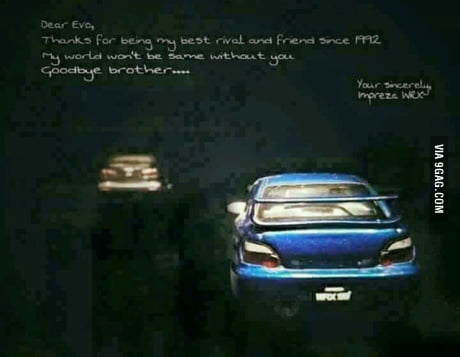 Dear Evo,
Thanks for being my best rival and friend since 1992
My world won't be same without you
Goodbye brother....
Your sincerely,
Impreza WRX
VIA 9GAG.COM